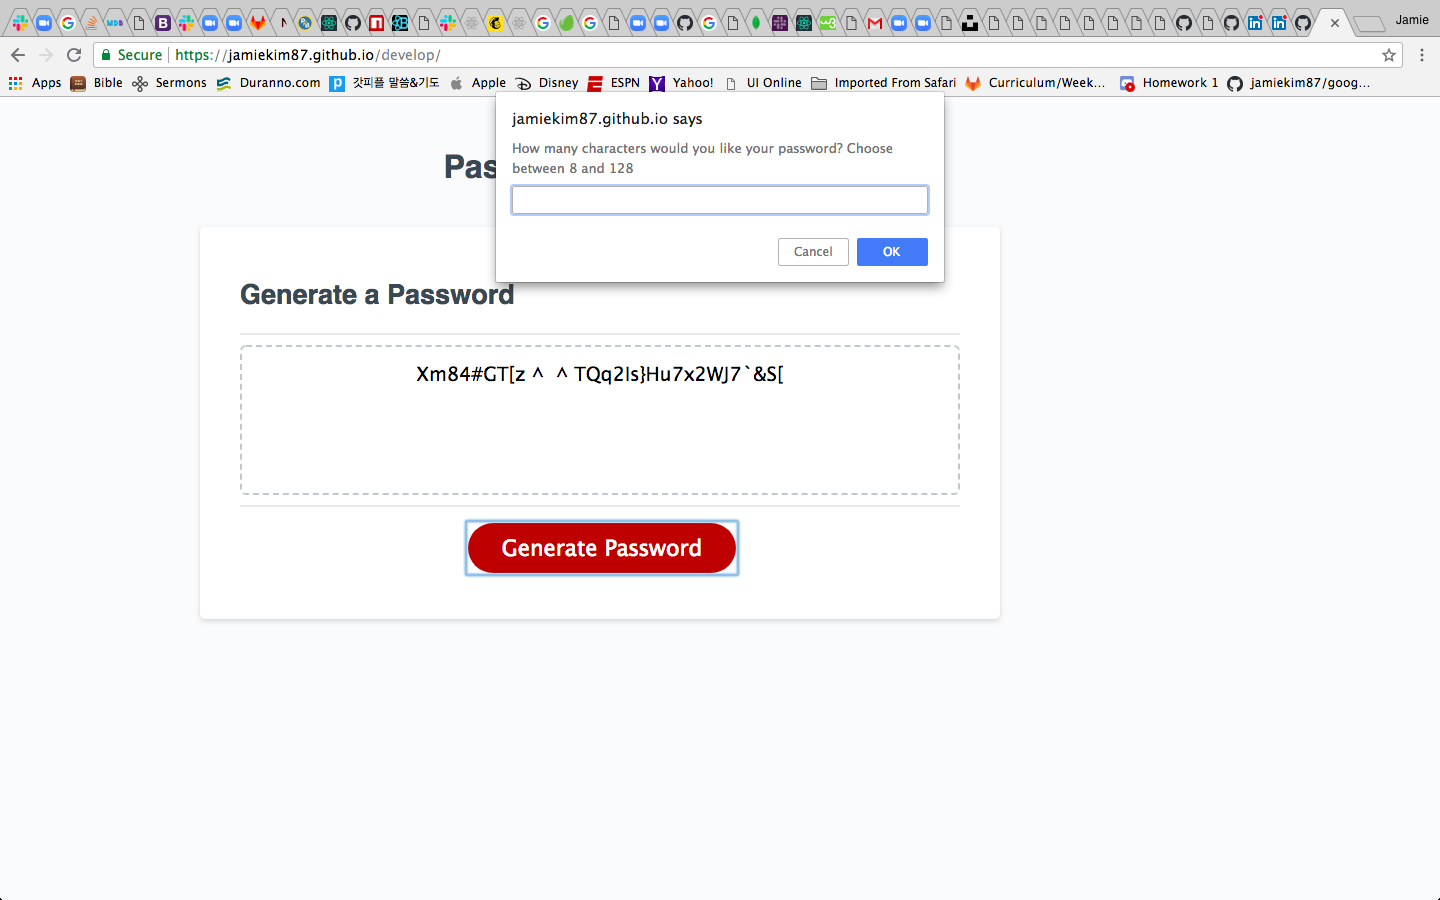 Jamie
Secure https://jamiekim87.github.io/develop/
Apps Bible Sermons Duranno.com 갓피플 말씀&기도 Apple Disney ESPN Yahoo! UI Online Imported From Safari Curriculum/Week... Homework 1 jamiekim87/goog...
jamiekim87.github.io says
How many characters would you like your password? Choose
between 8 and 128
Cancel OK
Pas
Generate a Password
Xm84#GT[z ^ ^ TQq2Is}Hu7x2WJ7`&S[
Generate Password